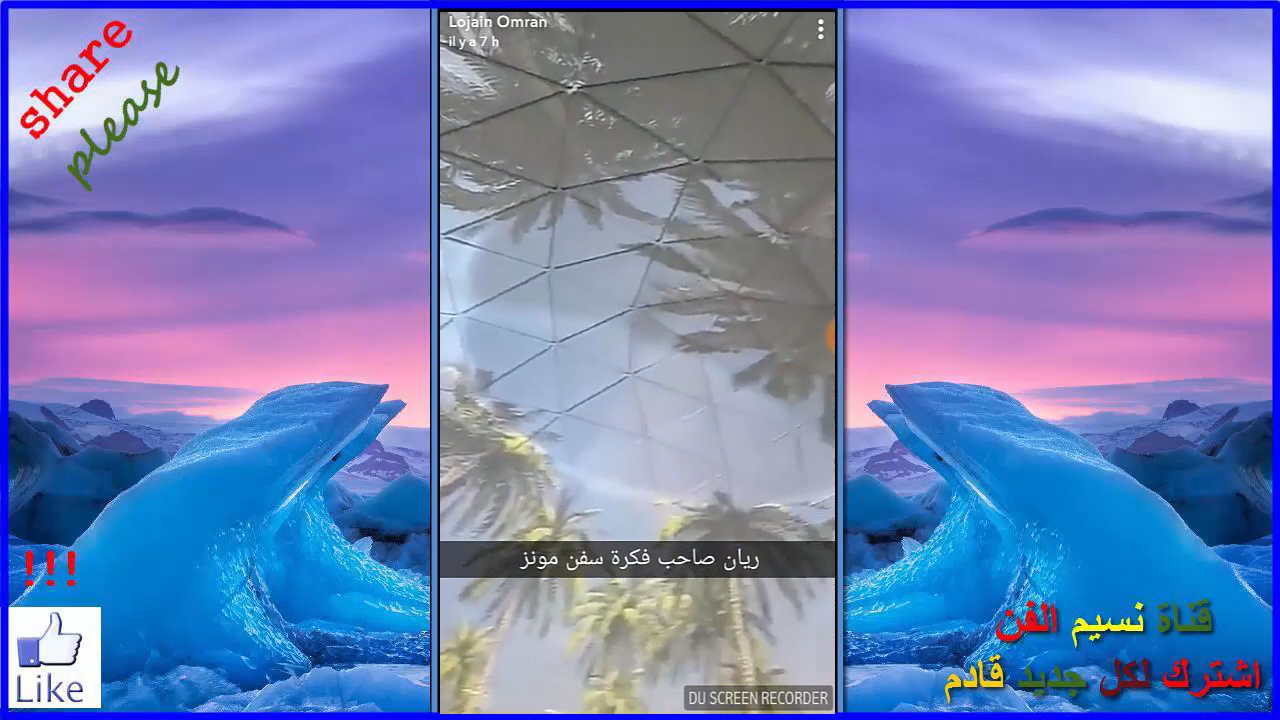 share
please
Lojain Omran
il y a 7 h
ريان صاحب فكرة سفن مونز
!!!
Like
قناة نسيم الفن
اشترك لكل جديد قادم
DU SCREEN RECORDER